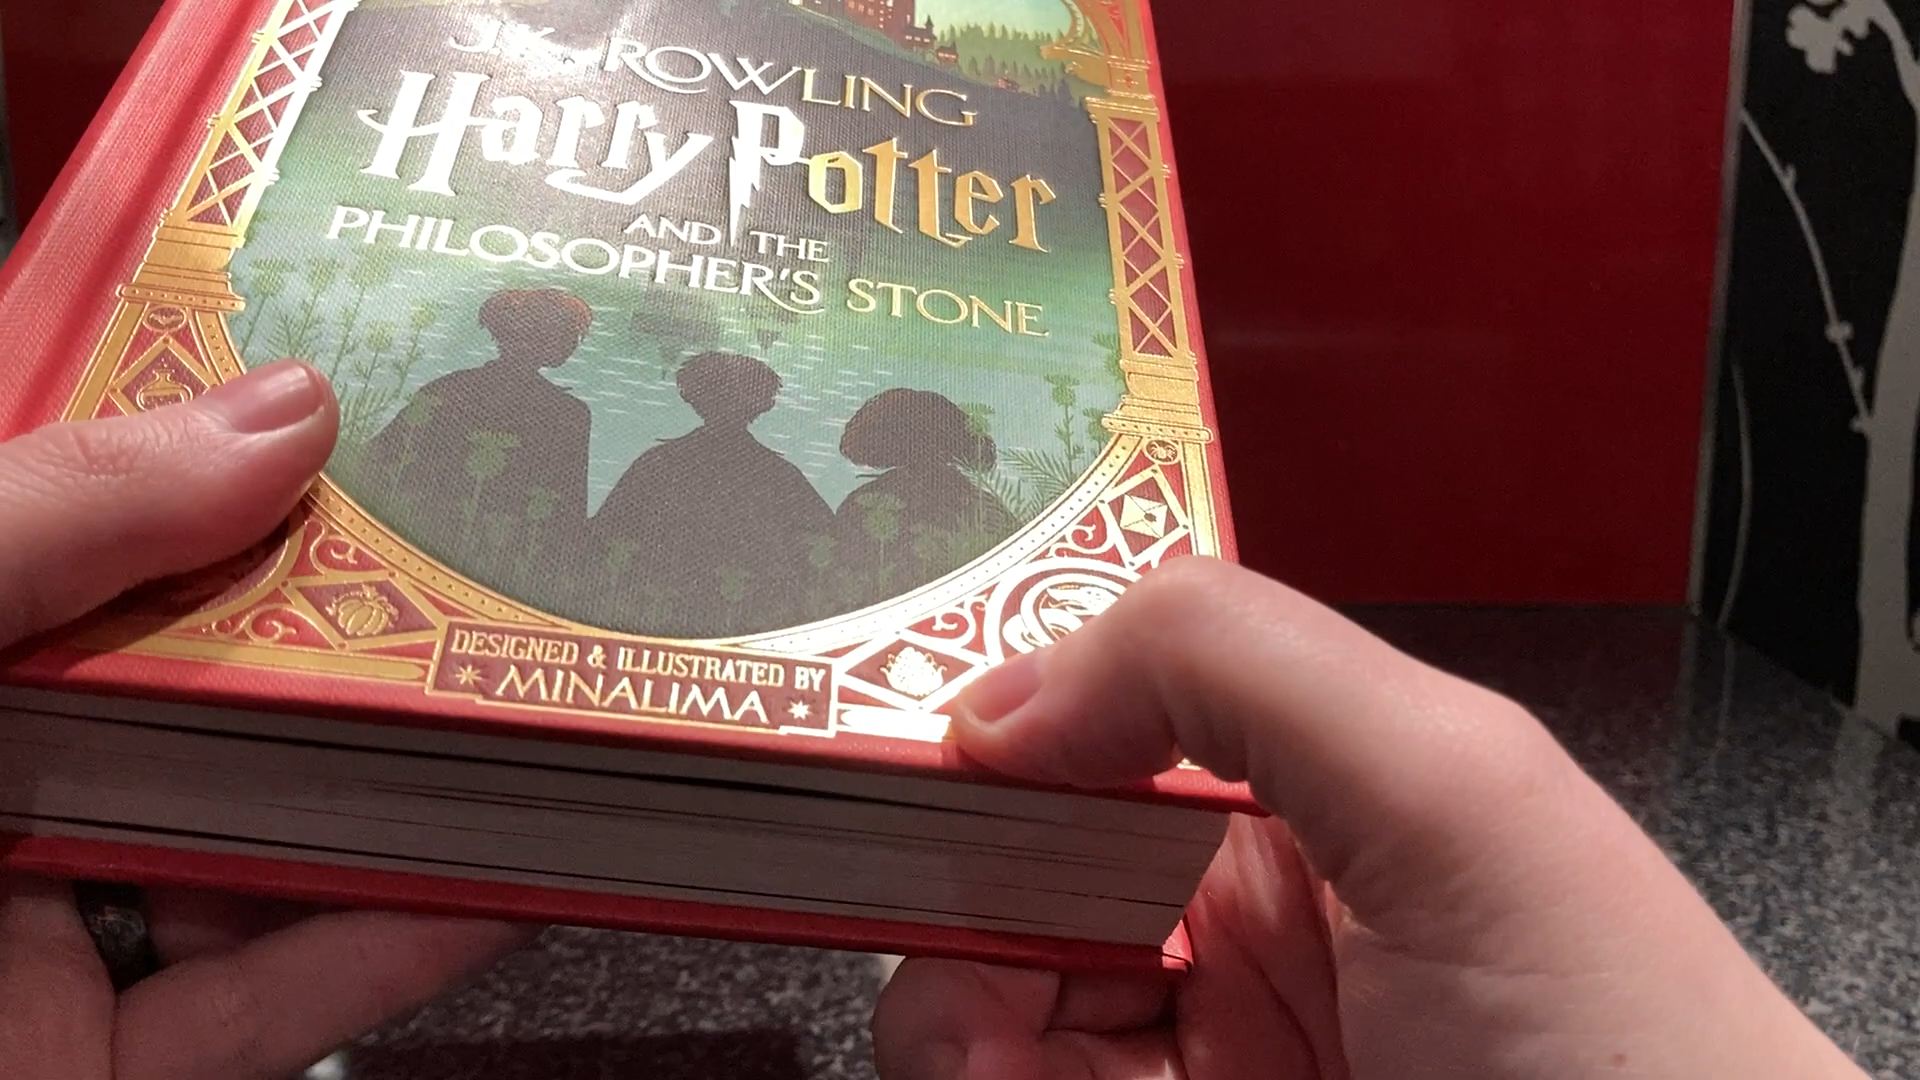 J.K. ROWLING
Harry Potter
AND THE
PHILOSOPHER'S STONE
DESIGNED & ILLUSTRATED BY
MINALIMA